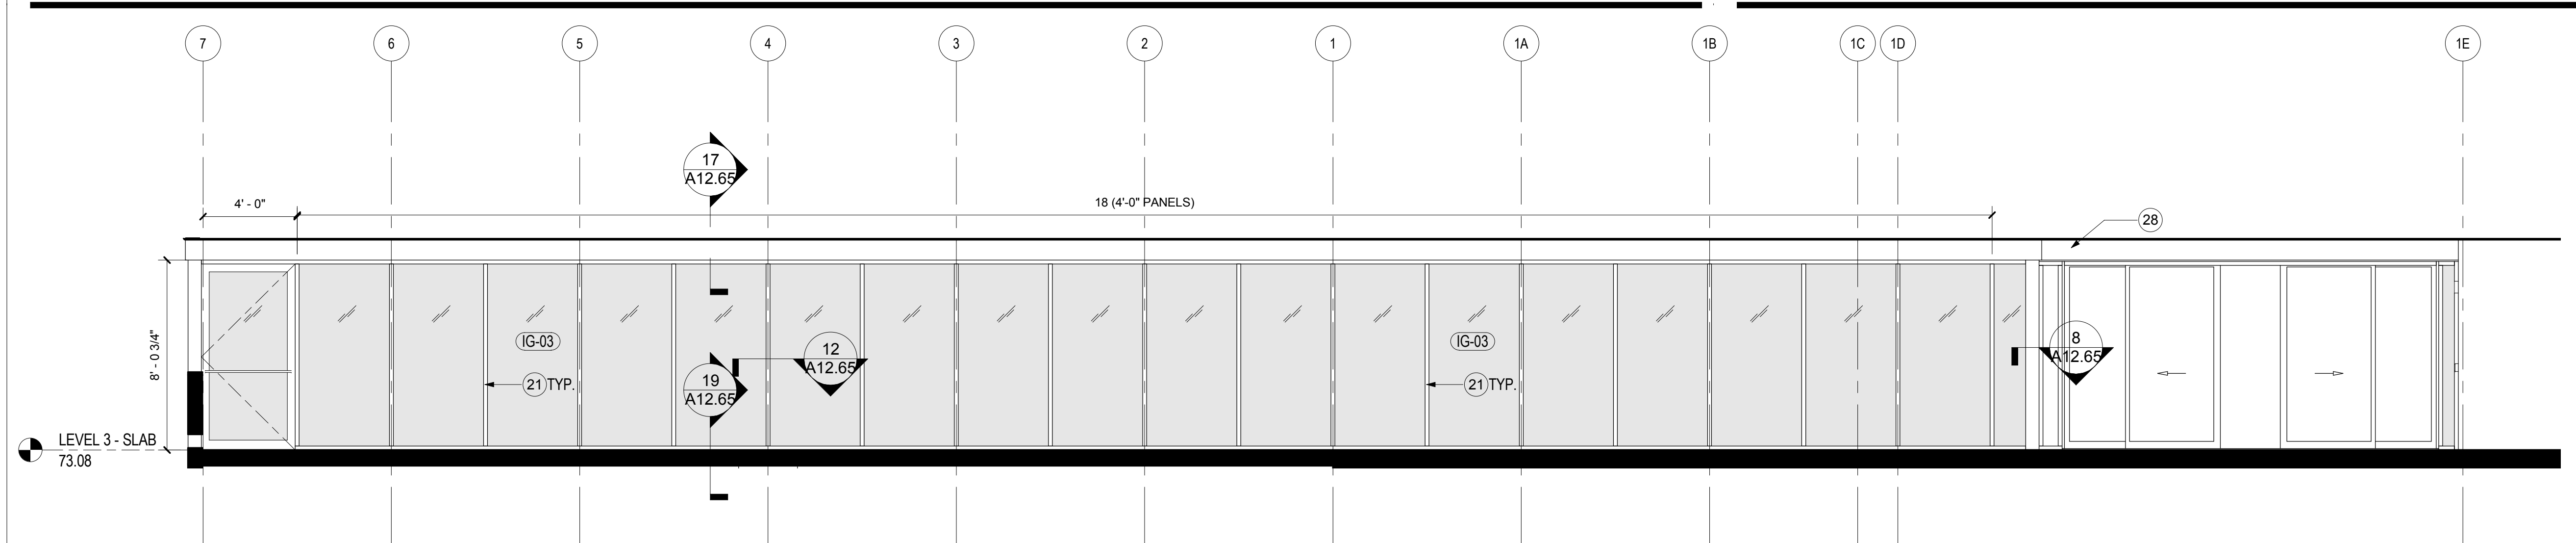 7 6 5 4 3 2 1 1A 1B 1C 1D 1E
17
A12.65
4' - 0" 18 (4'-0" PANELS)
28
8' - 0 3/4"
IG-03
IG-03
12
A12.65
8
A12.65
21 TYP.
19
A12.65
21 TYP.
LEVEL 3 - SLAB
73.08